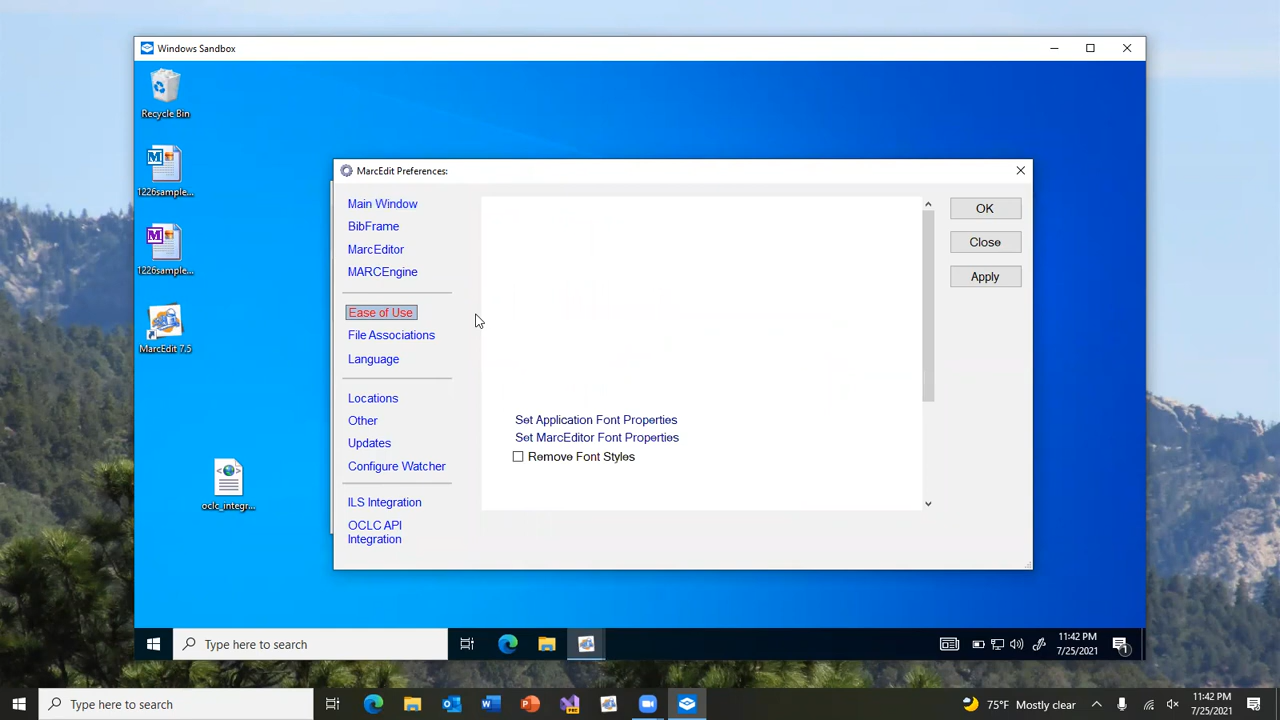 Windows Sandbox
Recycle Bin
1226sample...
1226sample...
MarcEdit 7.5
oclc_integr...
MarcEdit Preferences:
Main Window
BibFrame
MarcEditor
MARCEngine
Ease of Use
File Associations
Language
Locations
Other
Updates
Configure Watcher
ILS Integration
OCLC API
Integration
Set Application Font Properties
Set MarcEditor Font Properties
Remove Font Styles
OK
Close
Apply
Type here to search
11:42 PM
7/25/2021
1
Type here to search
75°F Mostly clear
11:42 PM
7/25/2021